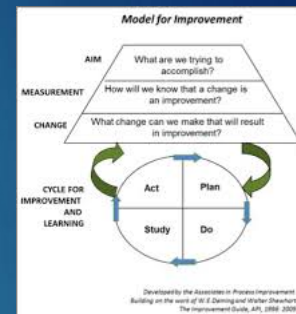 Model for Improvement
AIM
What are we trying to
accomplish?
MEASUREMENT
How will we know that a change is
an improvement?
CHANGE
What change can we make that will result
in improvement?
CYCLE FOR
IMPROVEMENT
AND
LEARNING
Act
Plan
Study
Do
Developed by the Associates in Process Improvement
Building on the work of W.E.Deming and Walter Shewhart
The Improvement Guide, API, 1996 2009